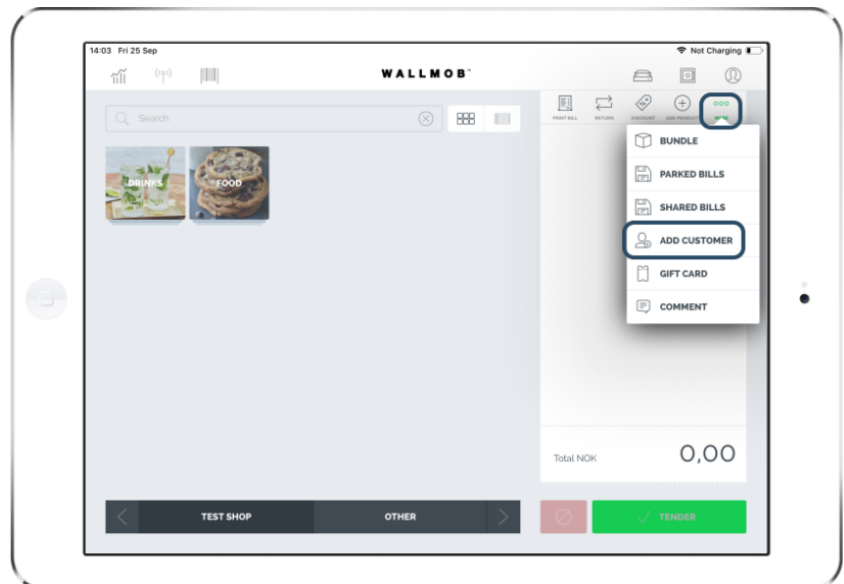 14:03 Fri 25 Sep
Not Charging
WALLMOB™
Search
PRINT BILL RETURN DISCOUNT ADD PRODUCT MORE
DRINKS
FOOD
BUNDLE
PARKED BILLS
SHARED BILLS
ADD CUSTOMER
GIFT CARD
COMMENT
Total NOK 0,00
TEST SHOP OTHER TENDER